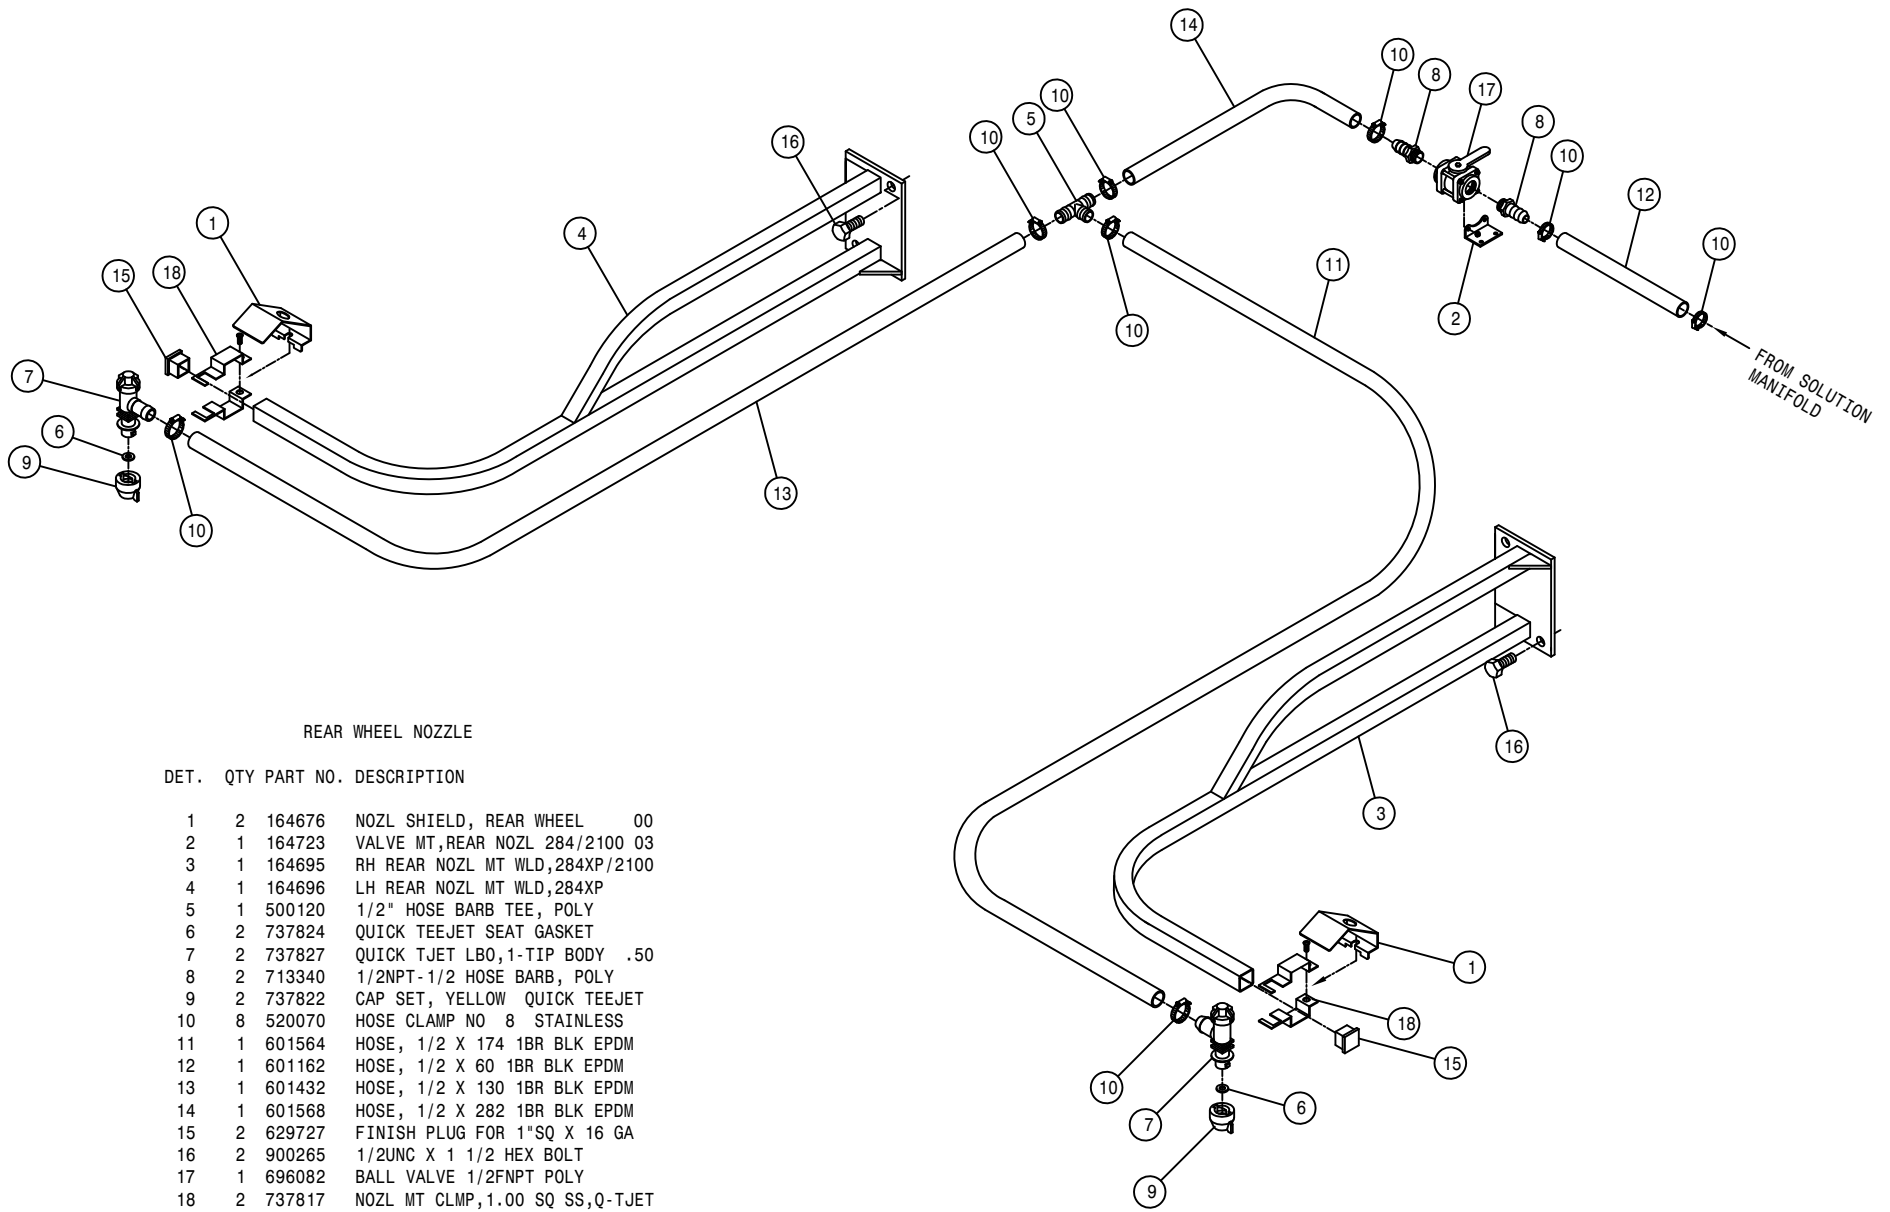 14
10
8
17
10
5
8
10
10
16
12
1
4
10
11
15
18
2
10
7
FROM SOLUTION
MANIFOLD
6
9
13
10
16
3
REAR WHEEL NOZZLE
DET. QTY PART NO. DESCRIPTION
1 2 164676 NOZL SHIELD, REAR WHEEL 00
2 1 164723 VALVE MT,REAR NOZL 284/2100 03
3 1 164695 RH REAR NOZL MT WLD,284XP/2100
4 1 164696 LH REAR NOZL MT WLD,284XP
5 1 500120 1/2" HOSE BARB TEE, POLY
6 2 737824 QUICK TEEJET SEAT GASKET
7 2 737827 QUICK TJET LBO,1-TIP BODY .50
8 2 713340 1/2NPT-1/2 HOSE BARB, POLY
9 2 737822 CAP SET, YELLOW QUICK TEEJET
10 8 520070 HOSE CLAMP NO 8 STAINLESS
11 1 601564 HOSE, 1/2 X 174 1BR BLK EPDM
12 1 601162 HOSE, 1/2 X 60 1BR BLK EPDM
13 1 601432 HOSE, 1/2 X 130 1BR BLK EPDM
14 1 601568 HOSE, 1/2 X 282 1BR BLK EPDM
15 2 629727 FINISH PLUG FOR 1"SQ X 16 GA
16 2 900265 1/2UNC X 1 1/2 HEX BOLT
17 1 696082 BALL VALVE 1/2FNPT POLY
18 2 737817 NOZL MT CLMP,1.00 SQ SS,Q-TJET
1
18
15
10
6
7
9